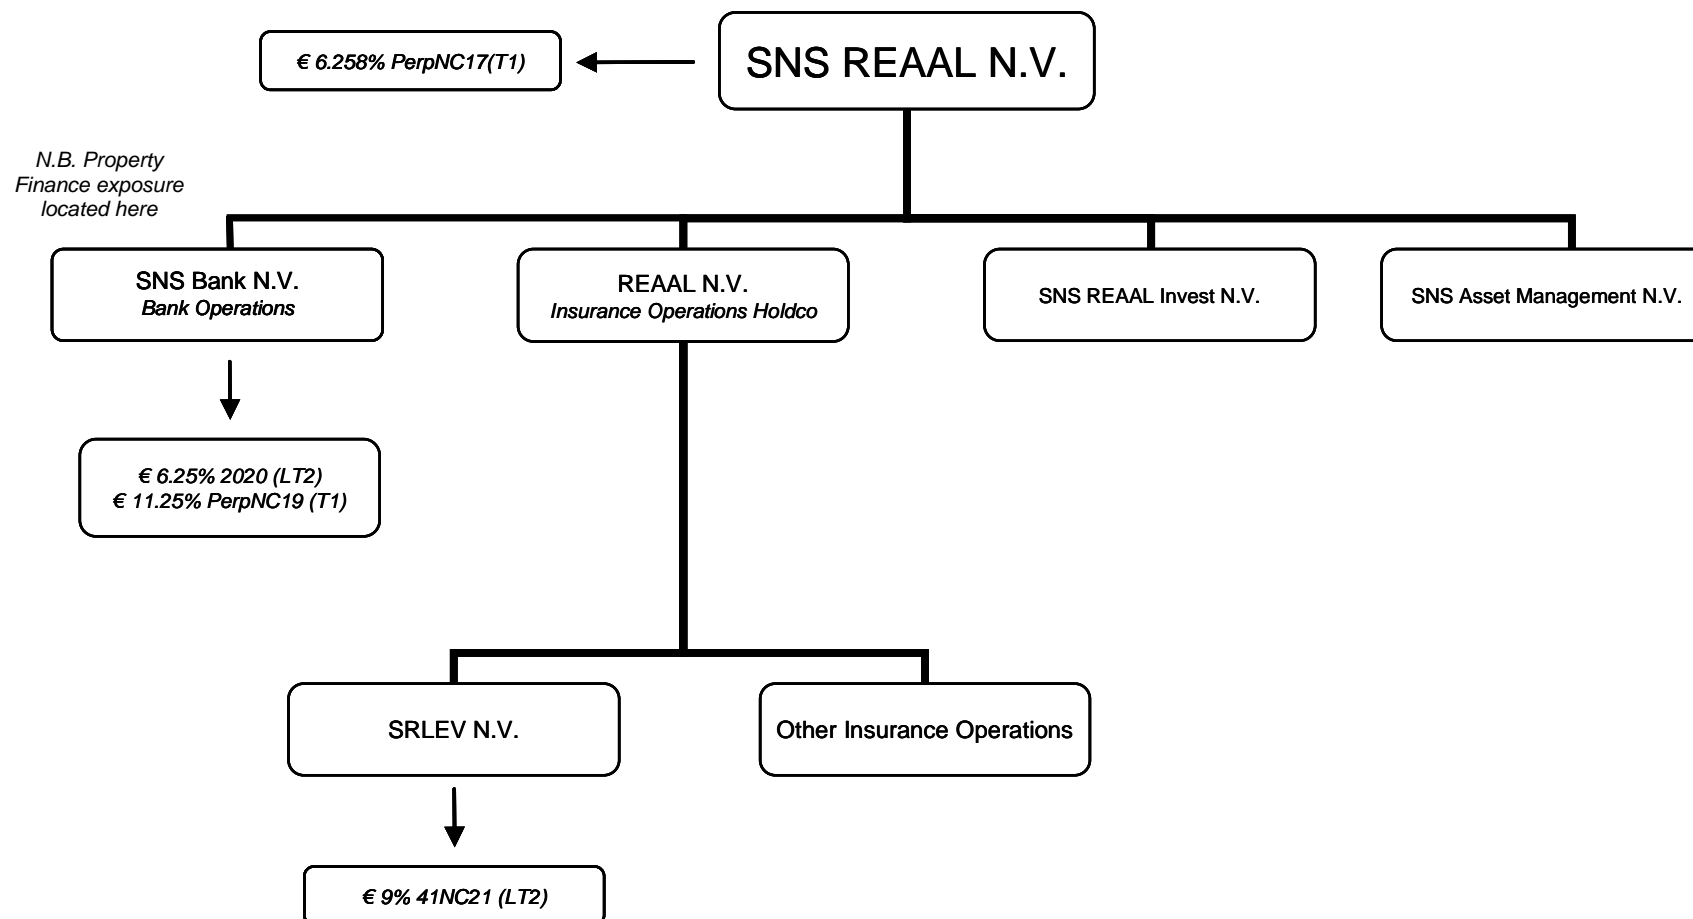 € 6.258% PerpNC17(T1)
SNS REAAL N.V.
N.B. Property
Finance exposure
located here
SNS Bank N.V.
Bank Operations
REAAL N.V.
Insurance Operations Holdco
SNS REAAL Invest N.V.
SNS Asset Management N.V.
€ 6.25% 2020 (LT2)
€ 11.25% PerpNC19 (T1)
SRLEV N.V.
Other Insurance Operations
€ 9% 41NC21 (LT2)